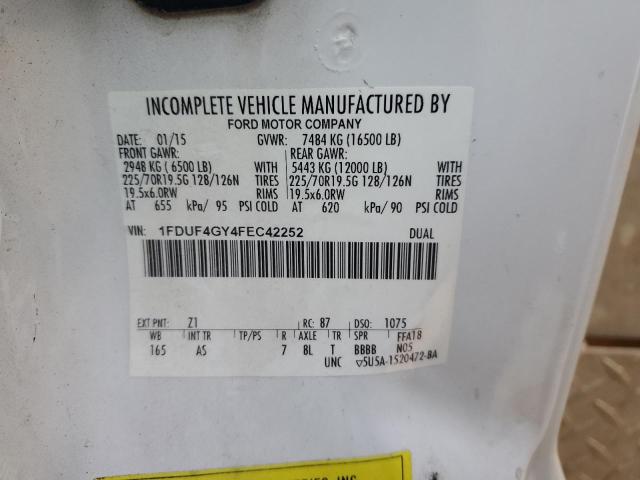 INCOMPLETE VEHICLE MANUFACTURED BY
FORD MOTOR COMPANY
DATE: 01/15 GVWR: 7484 KG (16500 LB)
FRONT GAWR: REAR GAWR:
2948 KG ( 6500 LB) WITH 5443 KG (12000 LB) WITH
225/70R19.5G 128/126N TIRES 225/70R19.5G 128/126N TIRES
19.5x6.0RW RIMS 19.5x6.0RW RIMS
AT 655 kPa/ 95 PSI COLD AT 620 kPa/ 90 PSI COLD
VIN: 1FDUF4GY4FEC42252 DUAL
EXT PNT: Z1 RC: 87 DSO: 1075
WB INT TR TP/PS R AXLE TR SPR FFA18
165 AS 7 8L T BBBB N05
UNC ▽5U5A-1520472-BA